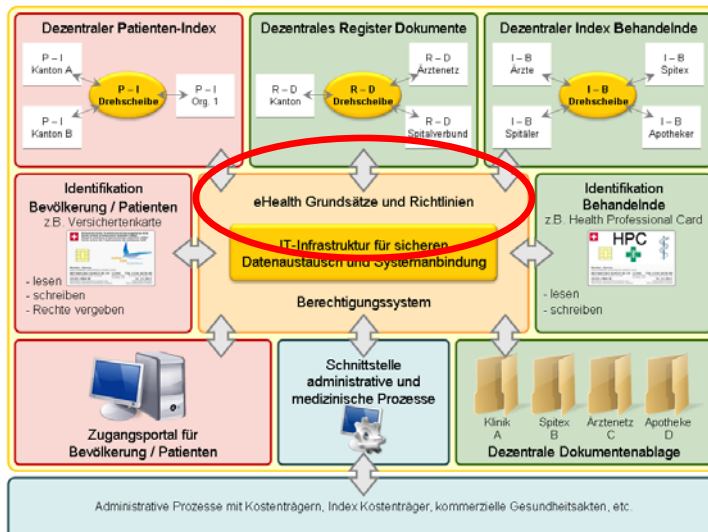 Dezentraler Patienten-Index
P – I
Kanton A
P – I
Drehscheibe
P – I
Org. 1
P – I
Kanton B
Dezentrales Register Dokumente
R – D
Ärztenetz
R – D
Kanton
R – D
Drehscheibe
R – D
Spitalverbund
Dezentraler Index Behandelnde
I – B
Ärzte
I – B
Spitex
I – B
Drehscheibe
I – B
Spitäler
I – B
Apotheker
Identifikation
Bevölkerung / Patienten
z.B. Versichertenkarte
- lesen
- schreiben
- Rechte vergeben
eHealth Grundsätze und Richtlinien
IT-Infrastruktur für sicheren
Datenaustausch und Systemanbindung
Berechtigungssystem
Identifikation
Behandelnde
z.B. Health Professional Card
HPC
- lesen
- schreiben
Zugangsportal für
Bevölkerung / Patienten
Schnittstelle
administrative und
medizinische Prozesse
Klinik
A
Spitex
B
Ärztenetz
C
Apotheke
D
Dezentrale Dokumentenablage
Administrative Prozesse mit Kostenträgern, Index Kostenträger, kommerzielle Gesundheitsakten, etc.